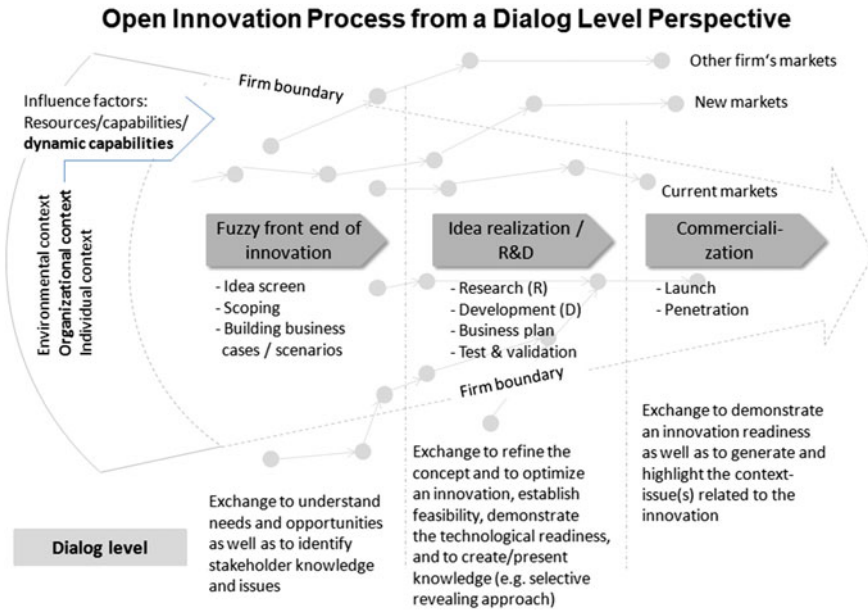 Open Innovation Process from a Dialog Level Perspective
Firm boundary
Other firm‘s markets
New markets
Current markets
Influence factors:
Resources/capabilities/
dynamic capabilities
Environmental context
Organizational context
Individual context
Fuzzy front end of
innovation
- Idea screen
- Scoping
- Building business
cases / scenarios
Idea realization /
R&D
- Research (R)
- Development (D)
- Business plan
- Test & validation
Commerciali-
zation
- Launch
- Penetration
Firm boundary
Dialog level
Exchange to understand
needs and opportunities
as well as to identify
stakeholder knowledge
and issues
Exchange to refine the
concept and to optimize
an innovation, establish
feasibility, demonstrate
the technological readiness,
and to create/present
knowledge (e.g. selective
revealing approach)
Exchange to demonstrate
an innovation readiness
as well as to generate and
highlight the context-
issue(s) related to the
innovation